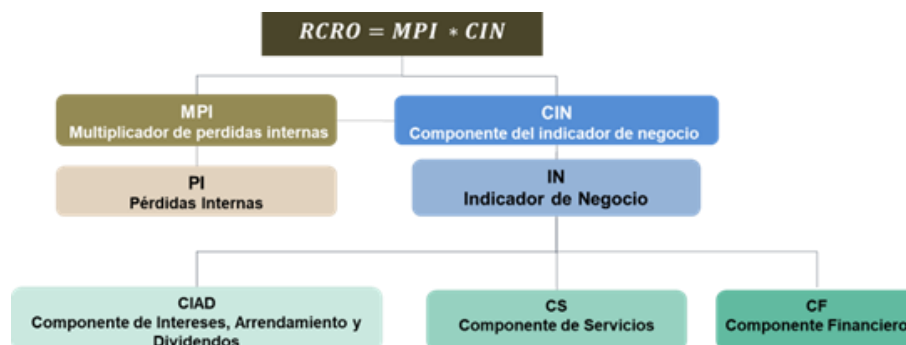 RCRO = MPI * CIN
MPI
Multiplicador de perdidas internas
CIN
Componente del indicador de negocio
PI
Pérdidas Internas
IN
Indicador de Negocio
CIAD
Componente de Intereses, Arrendamiento y
Dividendos
CS
Componente de Servicios
CF
Componente Financiero